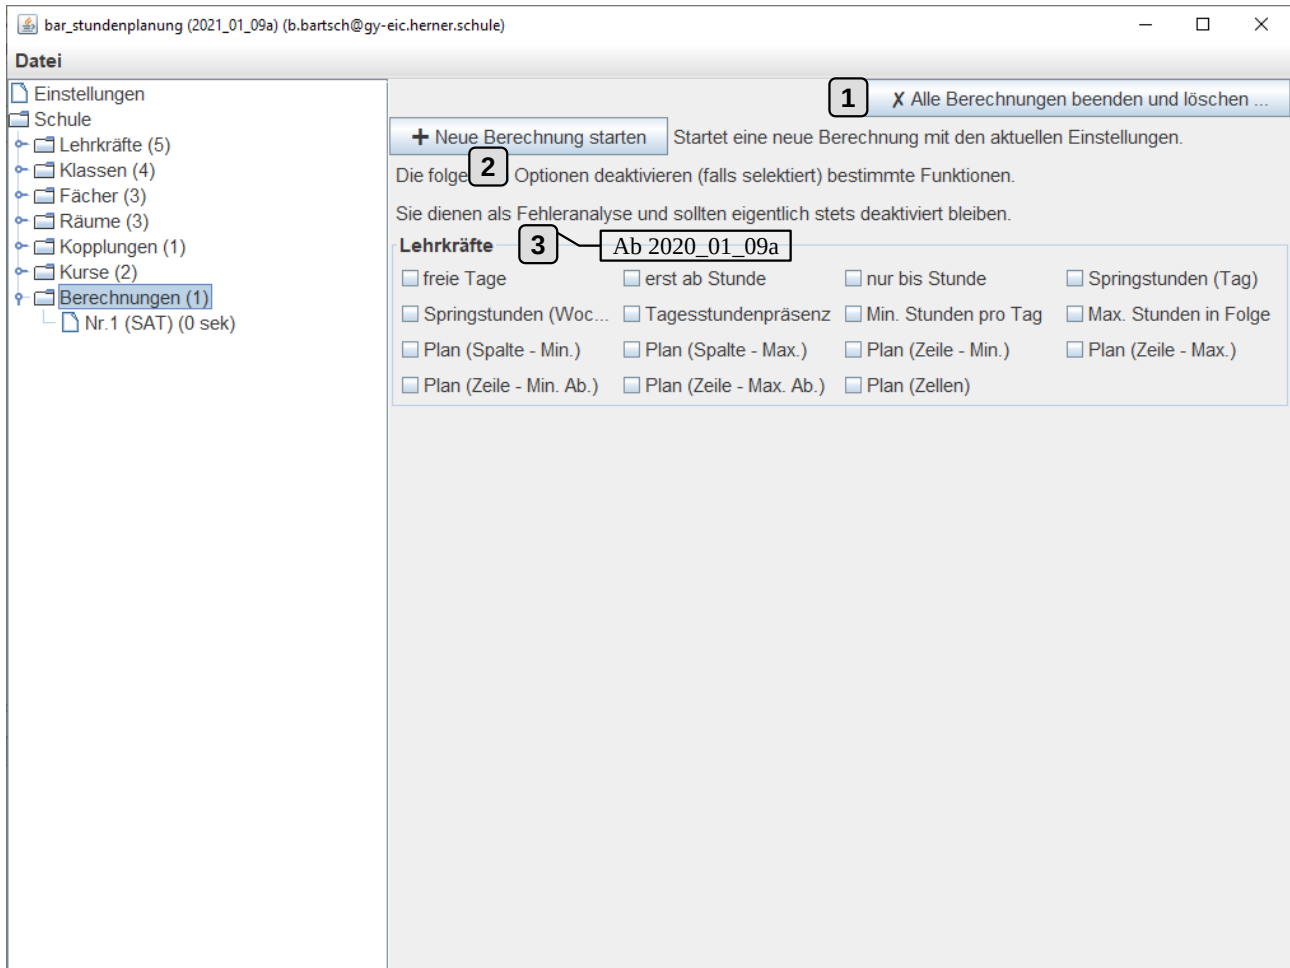 bar_stundenplanung (2021_01_09a) (b.bartsch@gy-eic.herner.schule)
Datei
Einstellungen
Schule
Lehrkräfte (5)
Klassen (4)
Fächer (3)
Räume (3)
Kopplungen (1)
Kurse (2)
Berechnungen (1)
Nr.1 (SAT) (0 sek)
1 ✗ Alle Berechnungen beenden und löschen ...
+ Neue Berechnung starten Startet eine neue Berechnung mit den aktuellen Einstellungen.
Die folge 2 Optionen deaktivieren (falls selektiert) bestimmte Funktionen.
Sie dienen als Fehleranalyse und sollten eigentlich stets deaktiviert bleiben.
Lehrkräfte 3 Ab 2020_01_09a
freie Tage erst ab Stunde nur bis Stunde Springstunden (Tag)
Springstunden (Woc... Tagesstundenpräsenz Min. Stunden pro Tag Max. Stunden in Folge
Plan (Spalte - Min.) Plan (Spalte - Max.) Plan (Zeile - Min.) Plan (Zeile - Max.)
Plan (Zeile - Min. Ab.) Plan (Zeile - Max. Ab.) Plan (Zellen)